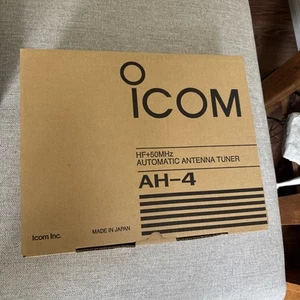 ICOM
HF+50MHz
AUTOMATIC ANTENNA TUNER
AH-4
Icom Inc.
MADE IN JAPAN